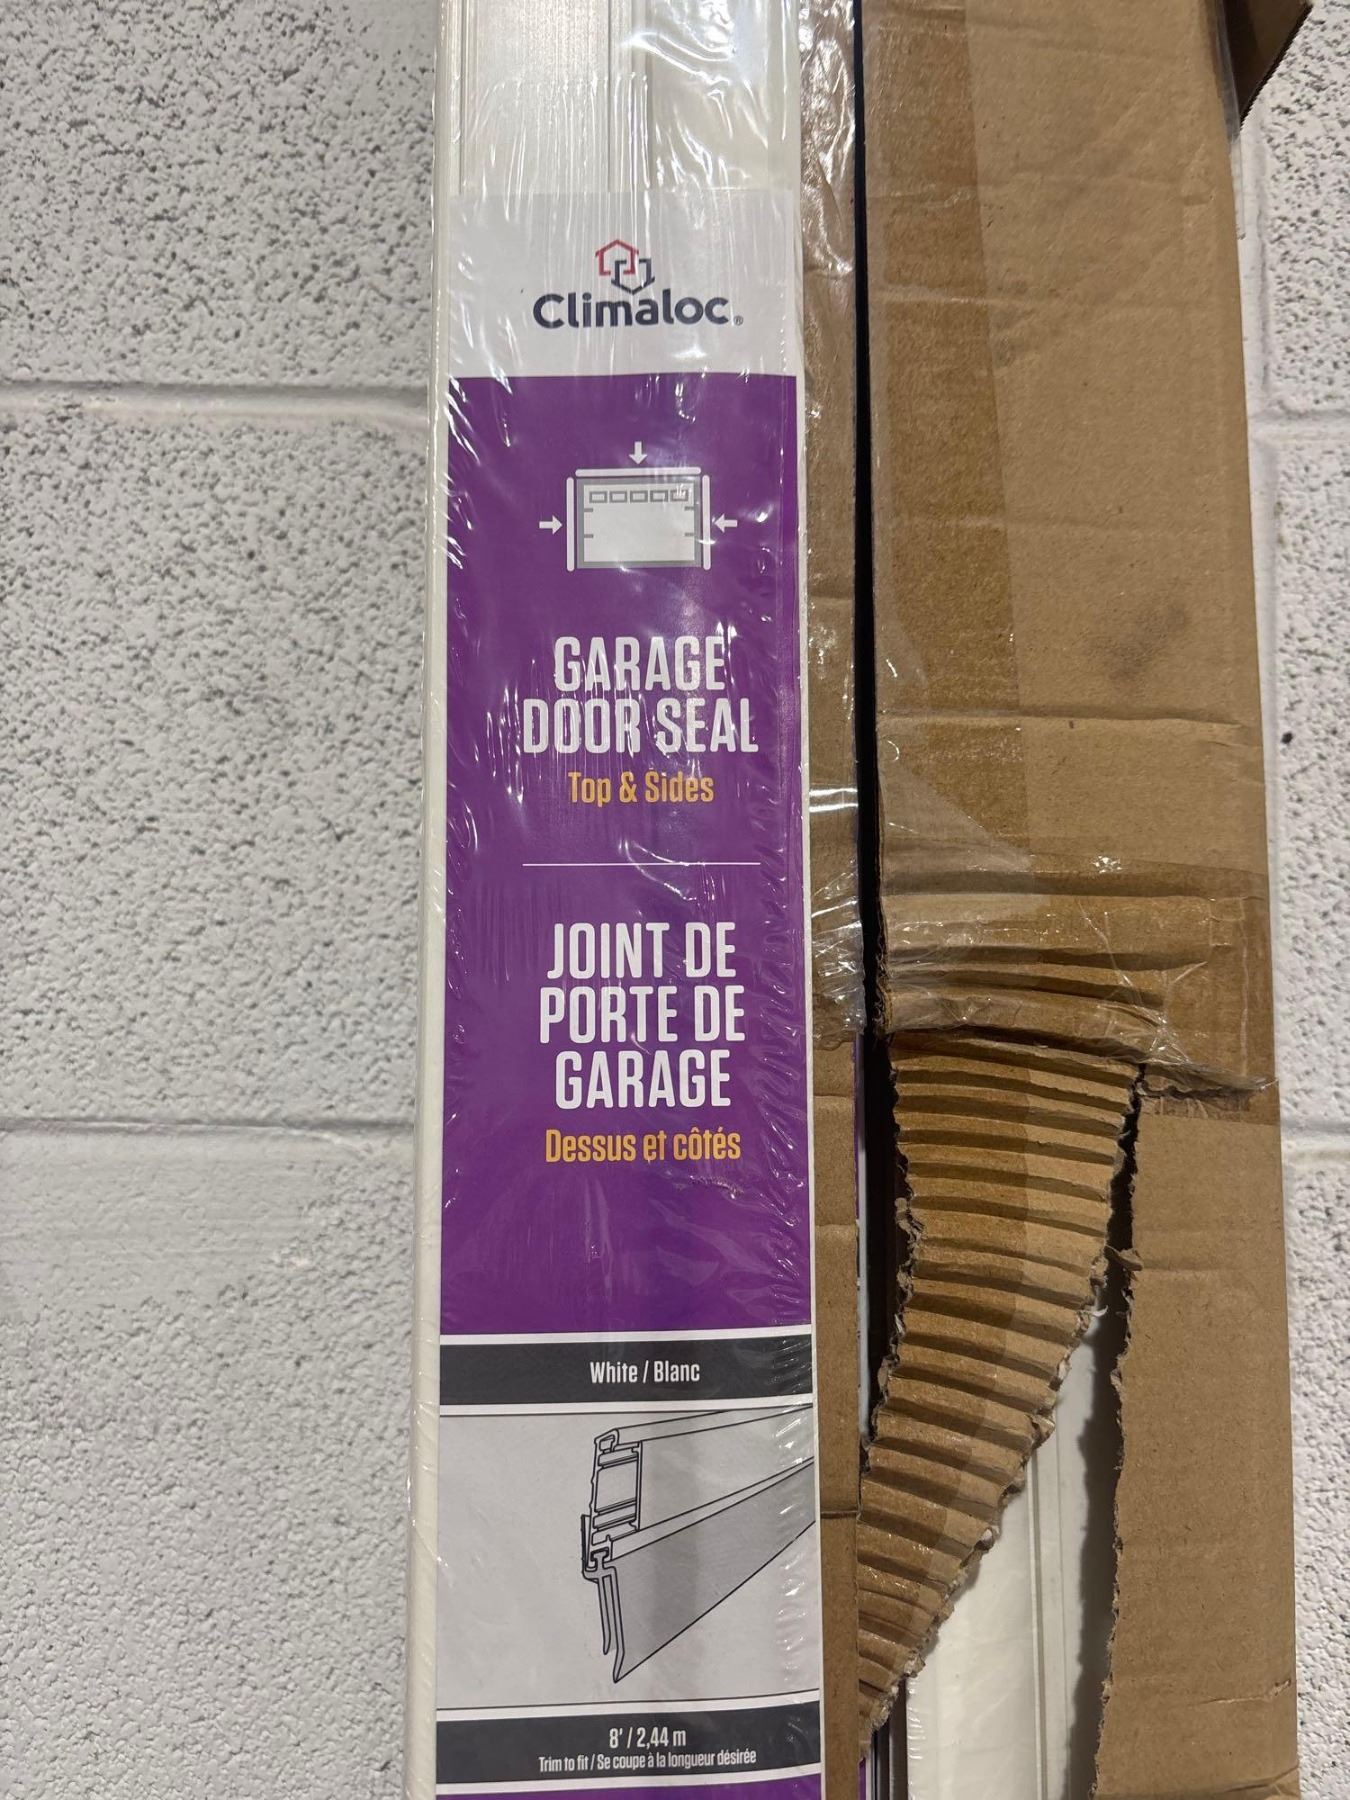 Climaloc®
GARAGE
DOOR SEAL
Top & Sides
JOINT DE
PORTE DE
GARAGE
Dessus et côtés
White / Blanc
8' / 2,44 m
Trim to fit / Se coupe à la longueur désirée